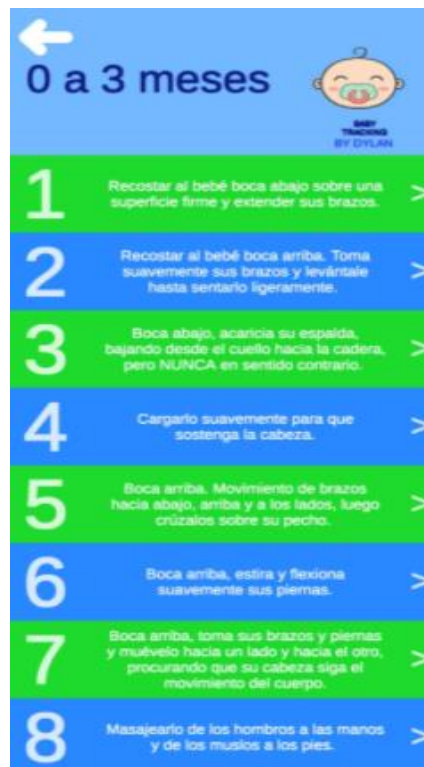 0 a 3 meses
BABY
TRACKING
BY DYLAN
1
Recostar al bebé boca abajo sobre una
superficie firme y extender sus brazos.
>
2
Recostar al bebé boca arriba. Toma
suavemente sus brazos y levántale
hasta sentarlo ligeramente.
>
3
Boca abajo, acaricia su espalda,
bajando desde el cuello hacia la cadera,
pero NUNCA en sentido contrario.
>
4
Cargarlo suavemente para que
sostenga la cabeza.
>
5
Boca arriba. Movimiento de brazos
hacia abajo, arriba y a los lados, luego
crúzalos sobre su pecho.
>
6
Boca arriba, estira y flexiona
suavemente sus piernas.
>
7
Boca arriba, toma sus brazos y piernas
y muévelo hacia un lado y hacia el otro,
procurando que su cabeza siga el
movimiento del cuerpo.
>
8
Masajearlo de los hombros a las manos
y de los muslos a los pies.
>